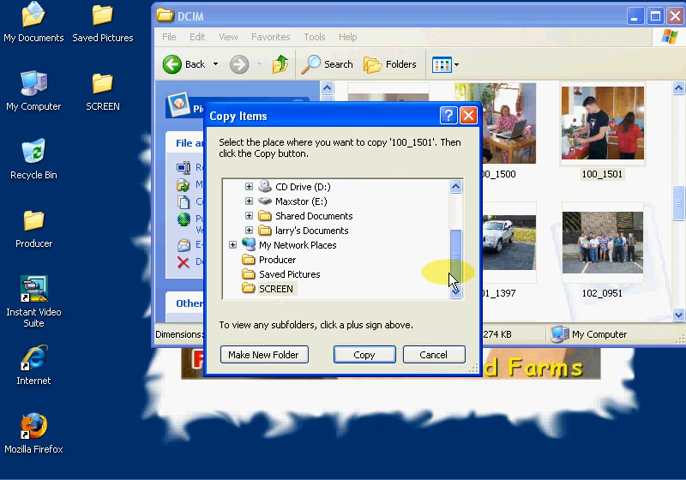 My Documents
Saved Pictures
My Computer
SCREEN
Recycle Bin
Producer
Instant Video
Suite
Internet
Mozilla Firefox
DCIM
File Edit View Favorites Tools Help
Back Search Folders
File a
Other
100_1500
100_1501
01_1397
102_0951
Dimensions:
274 KB
My Computer
Copy Items
Select the place where you want to copy '100_1501'. Then
click the Copy button.
CD Drive (D:)
Maxstor (E:)
Shared Documents
larry's Documents
My Network Places
Producer
Saved Pictures
SCREEN
To view any subfolders, click a plus sign above.
Make New Folder
Copy
Cancel
d Farms